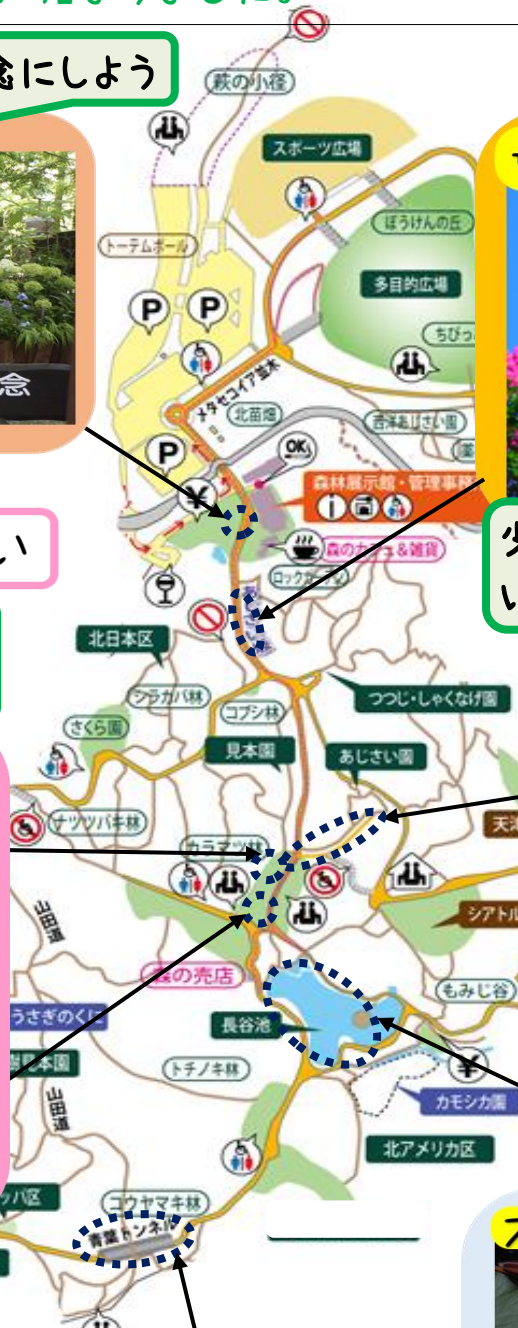 念にしよう
萩の小径
スポーツ広場
ぼうけんの丘
トーテムポール
多目的広場
P
P
ちびっ
念
メタセコイア並木
北苗畑
西洋あじさい園
P
OK
¥
森林展示館・管理事務
森のカフェ&雑貨
ロックガーデン
い
北日本区
シラカバ林
コブシ林
つつじ・しゃくなげ園
さくら園
見本園
あじさい園
ナツツバキ林
カラマツ林
山田道
シアトル
森の売店
もみじ谷
うさぎのくに
長谷池
トチノキ林
¥
山田道
カモシカ園
北アメリカ区
コウヤマキ林
青葉トンネル